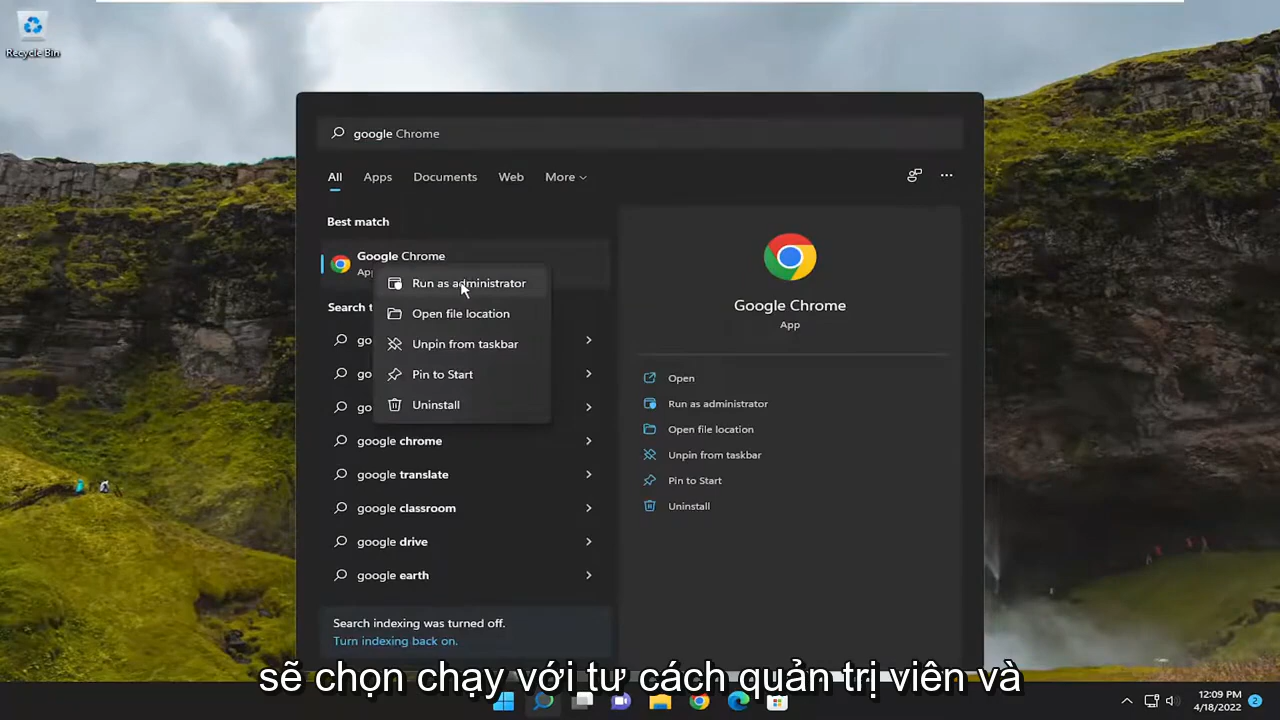 Recycle Bin
google Chrome
All Apps Documents Web More
Best match
Google Chrome
App
Run as administrator
Open file location
Unpin from taskbar
Pin to Start
Uninstall
google chrome
google translate
google classroom
google drive
google earth
Search indexing was turned off.
Turn indexing back on.
Google Chrome
App
Open
Run as administrator
Open file location
Unpin from taskbar
Pin to Start
Uninstall
sẽ chọn chạy với tư cách quản trị viên và
12:09 PM
4/18/2022
2